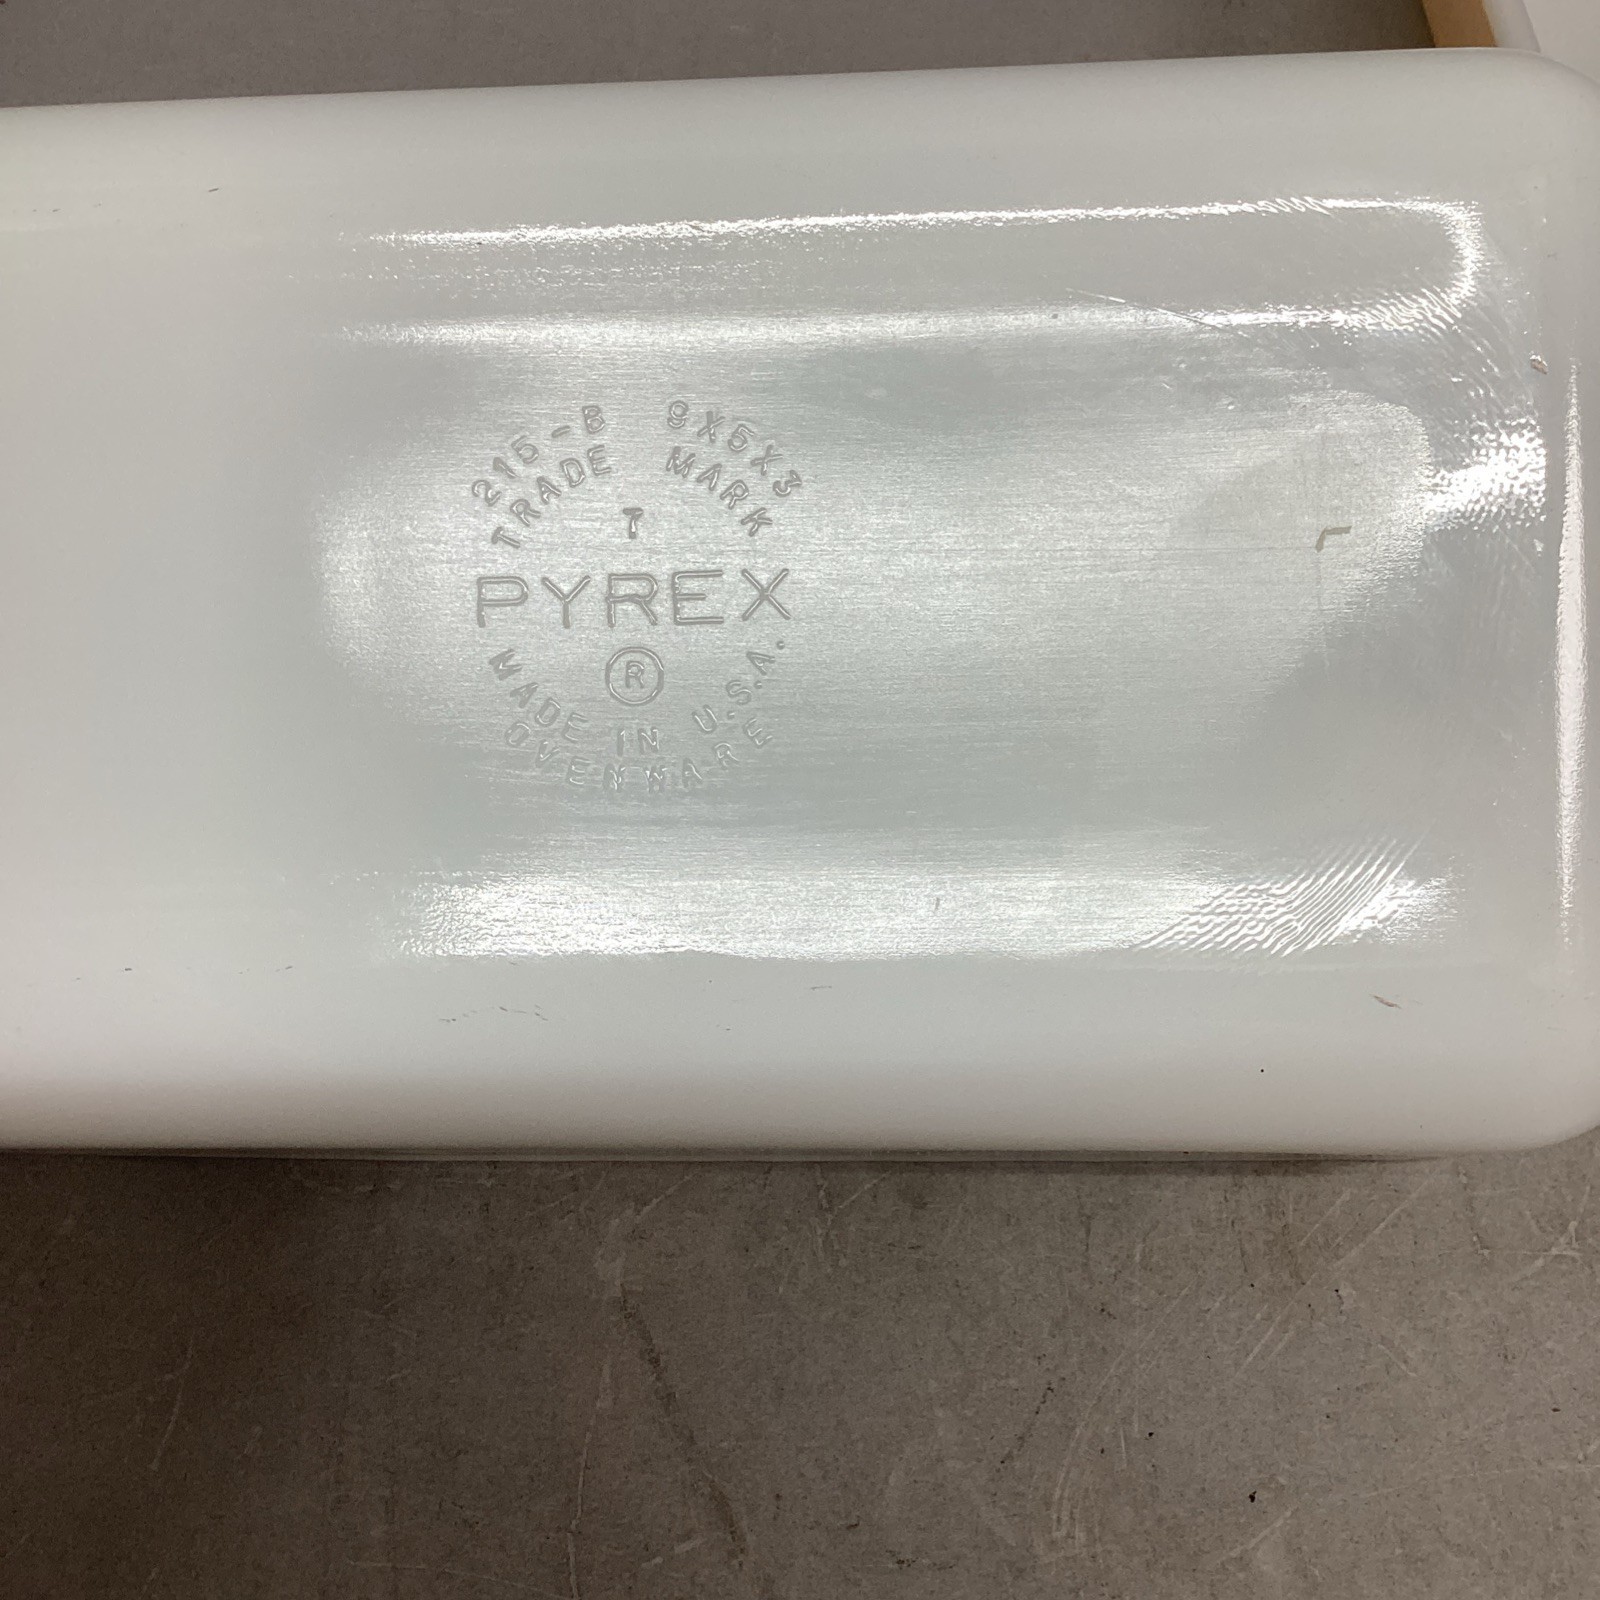 215-B 9X5X3
TRADE MARK
7
PYREX
®
MADE IN U.S.A.
OVENWARE